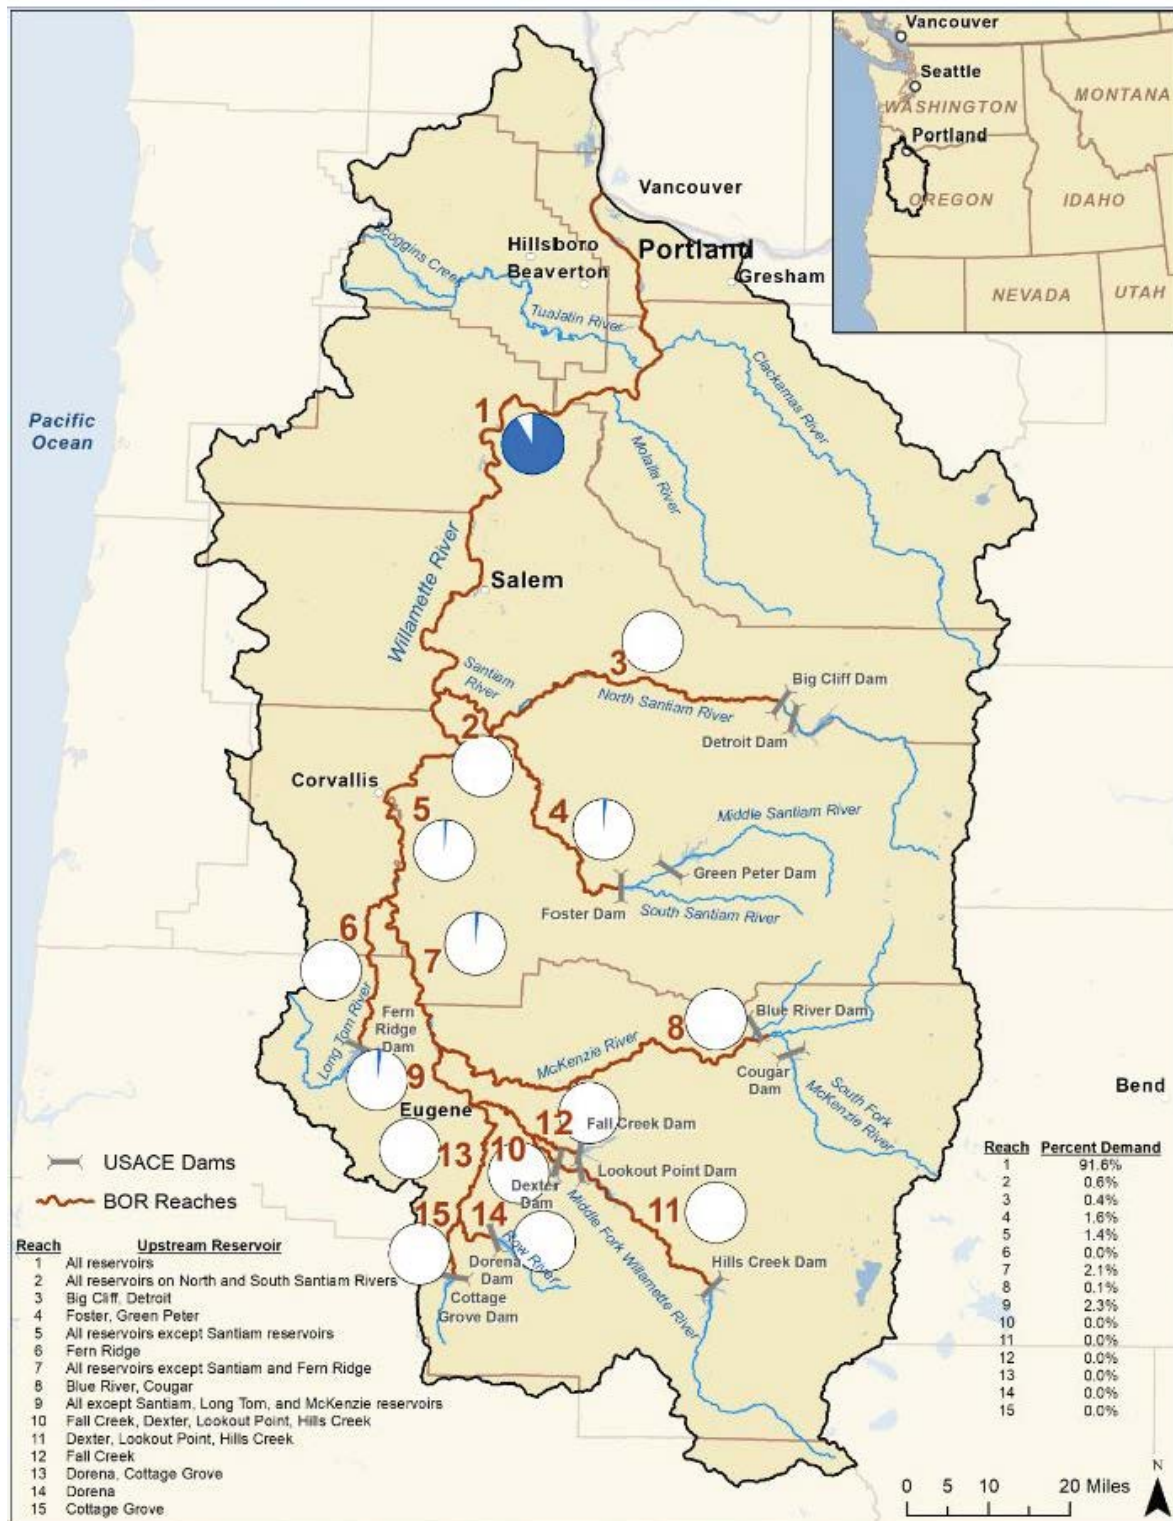 Vancouver
Seattle
WASHINGTON
MONTANA
Portland
OREGON
IDAHO
NEVADA
UTAH
Vancouver
Scoggins Creek
Hillsboro
Portland
Beaverton
Gresham
Tualatin River
Clackamas River
Pacific
Ocean
1
Molalla River
Willamette River
Salem
3
Santiam
River
Big Cliff Dam
North Santiam River
2
Detroit Dam
Corvallis
5
4
Middle Santiam River
Green Peter Dam
Foster Dam
South Santiam River
6
7
Long Tom River
Fern
Ridge
Dam
8
Blue River Dam
McKenzie River
Cougar
Dam
South Fork
McKenzie River
Bend
9
Eugene
12
Fall Creek Dam
13
10
Lookout Point Dam
Dexter
Dam
Middle Fork Willamette River
11
15
14
Row River
Hills Creek Dam
Dorena
Dam
Cottage
Grove Dam
USACE Dams
BOR Reaches
Reach Upstream Reservoir
1 All reservoirs
2 All reservoirs on North and South Santiam Rivers
3 Big Cliff, Detroit
4 Foster, Green Peter
5 All reservoirs except Santiam reservoirs
6 Fern Ridge
7 All reservoirs except Santiam and Fern Ridge
8 Blue River, Cougar
9 All except Santiam, Long Tom, and McKenzie reservoirs
10 Fall Creek, Dexter, Lookout Point, Hills Creek
11 Dexter, Lookout Point, Hills Creek
12 Fall Creek
13 Dorena, Cottage Grove
14 Dorena
15 Cottage Grove
Reach Percent Demand
1 91.6%
2 0.6%
3 0.4%
4 1.6%
5 1.4%
6 0.0%
7 2.1%
8 0.1%
9 2.3%
10 0.0%
11 0.0%
12 0.0%
13 0.0%
14 0.0%
15 0.0%
N
0 5 10 20 Miles